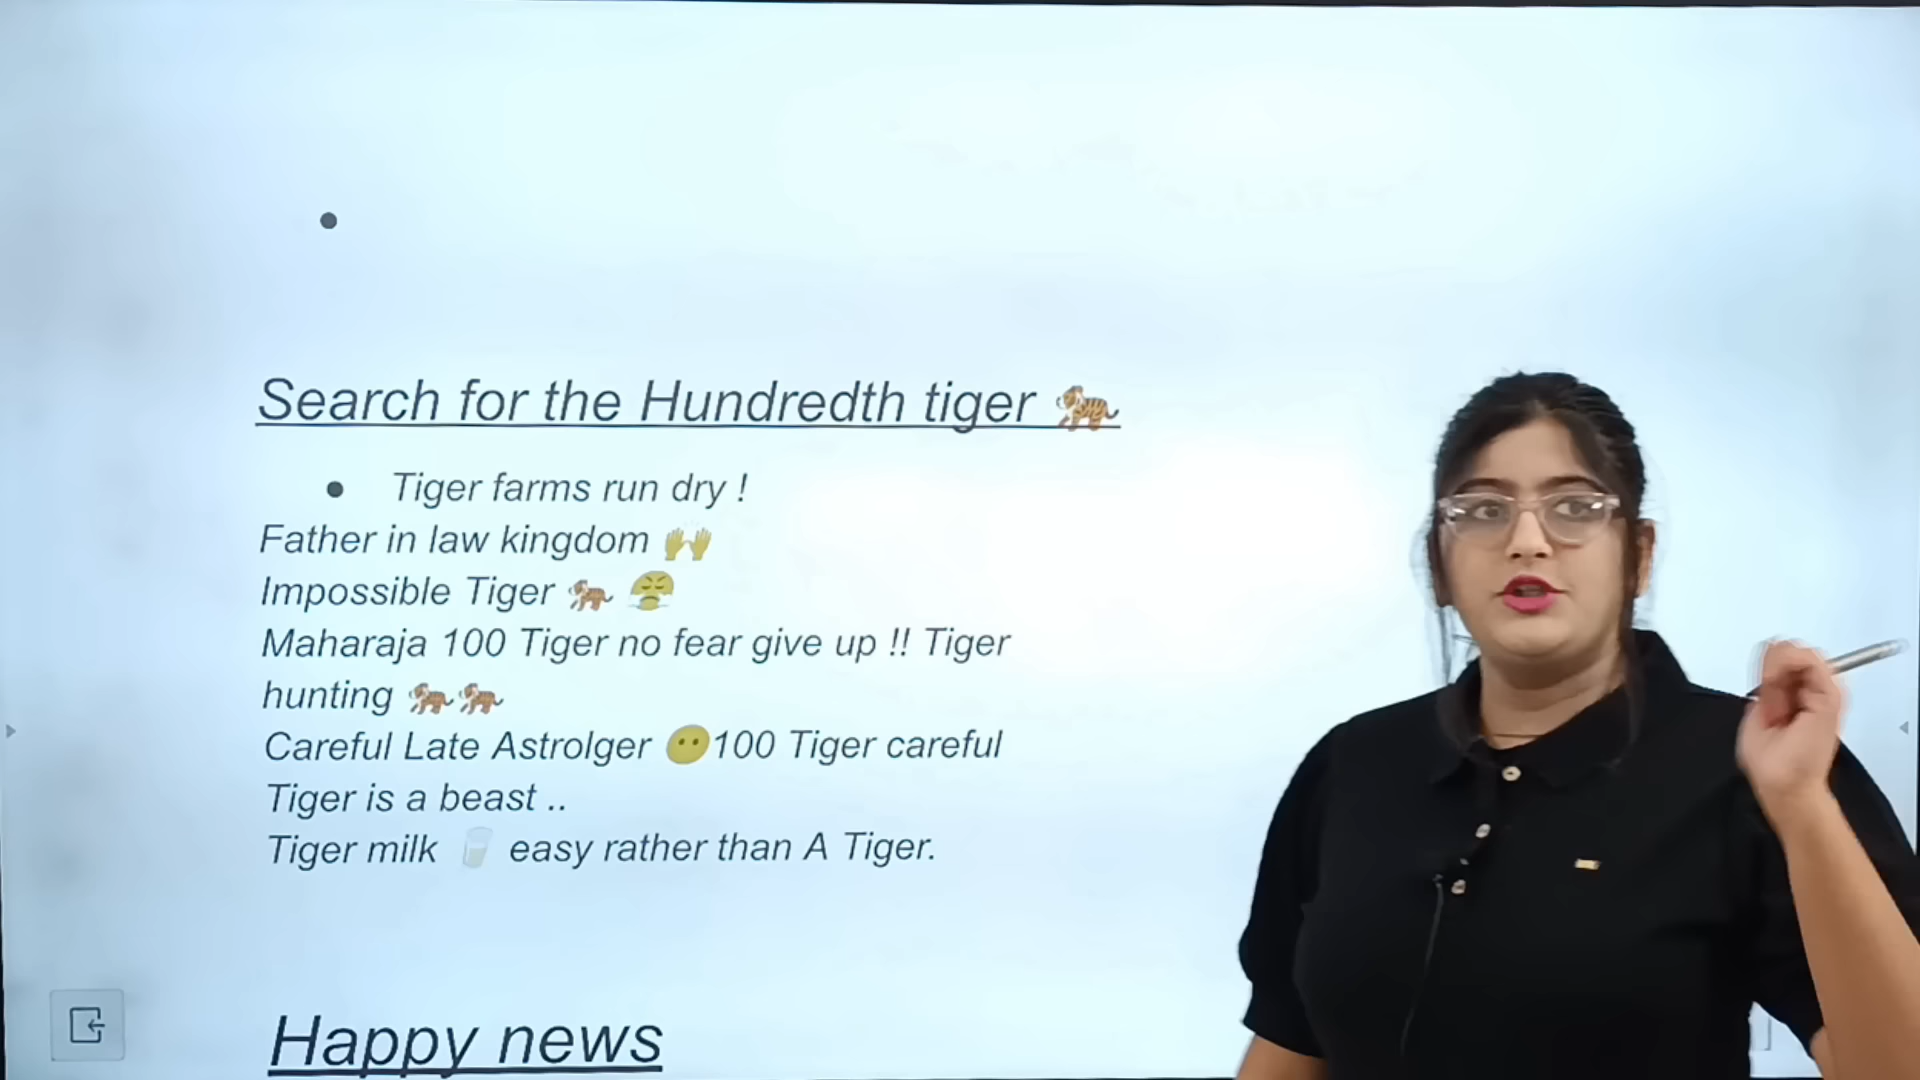 Search for the Hundredth tiger 🐅
● Tiger farms run dry !
Father in law kingdom 🙌
Impossible Tiger 🐅 😤
Maharaja 100 Tiger no fear give up !! Tiger
hunting 🐅🐅
Careful Late Astrolger 😶100 Tiger careful
Tiger is a beast ..
Tiger milk 🥛 easy rather than A Tiger.
Happy news